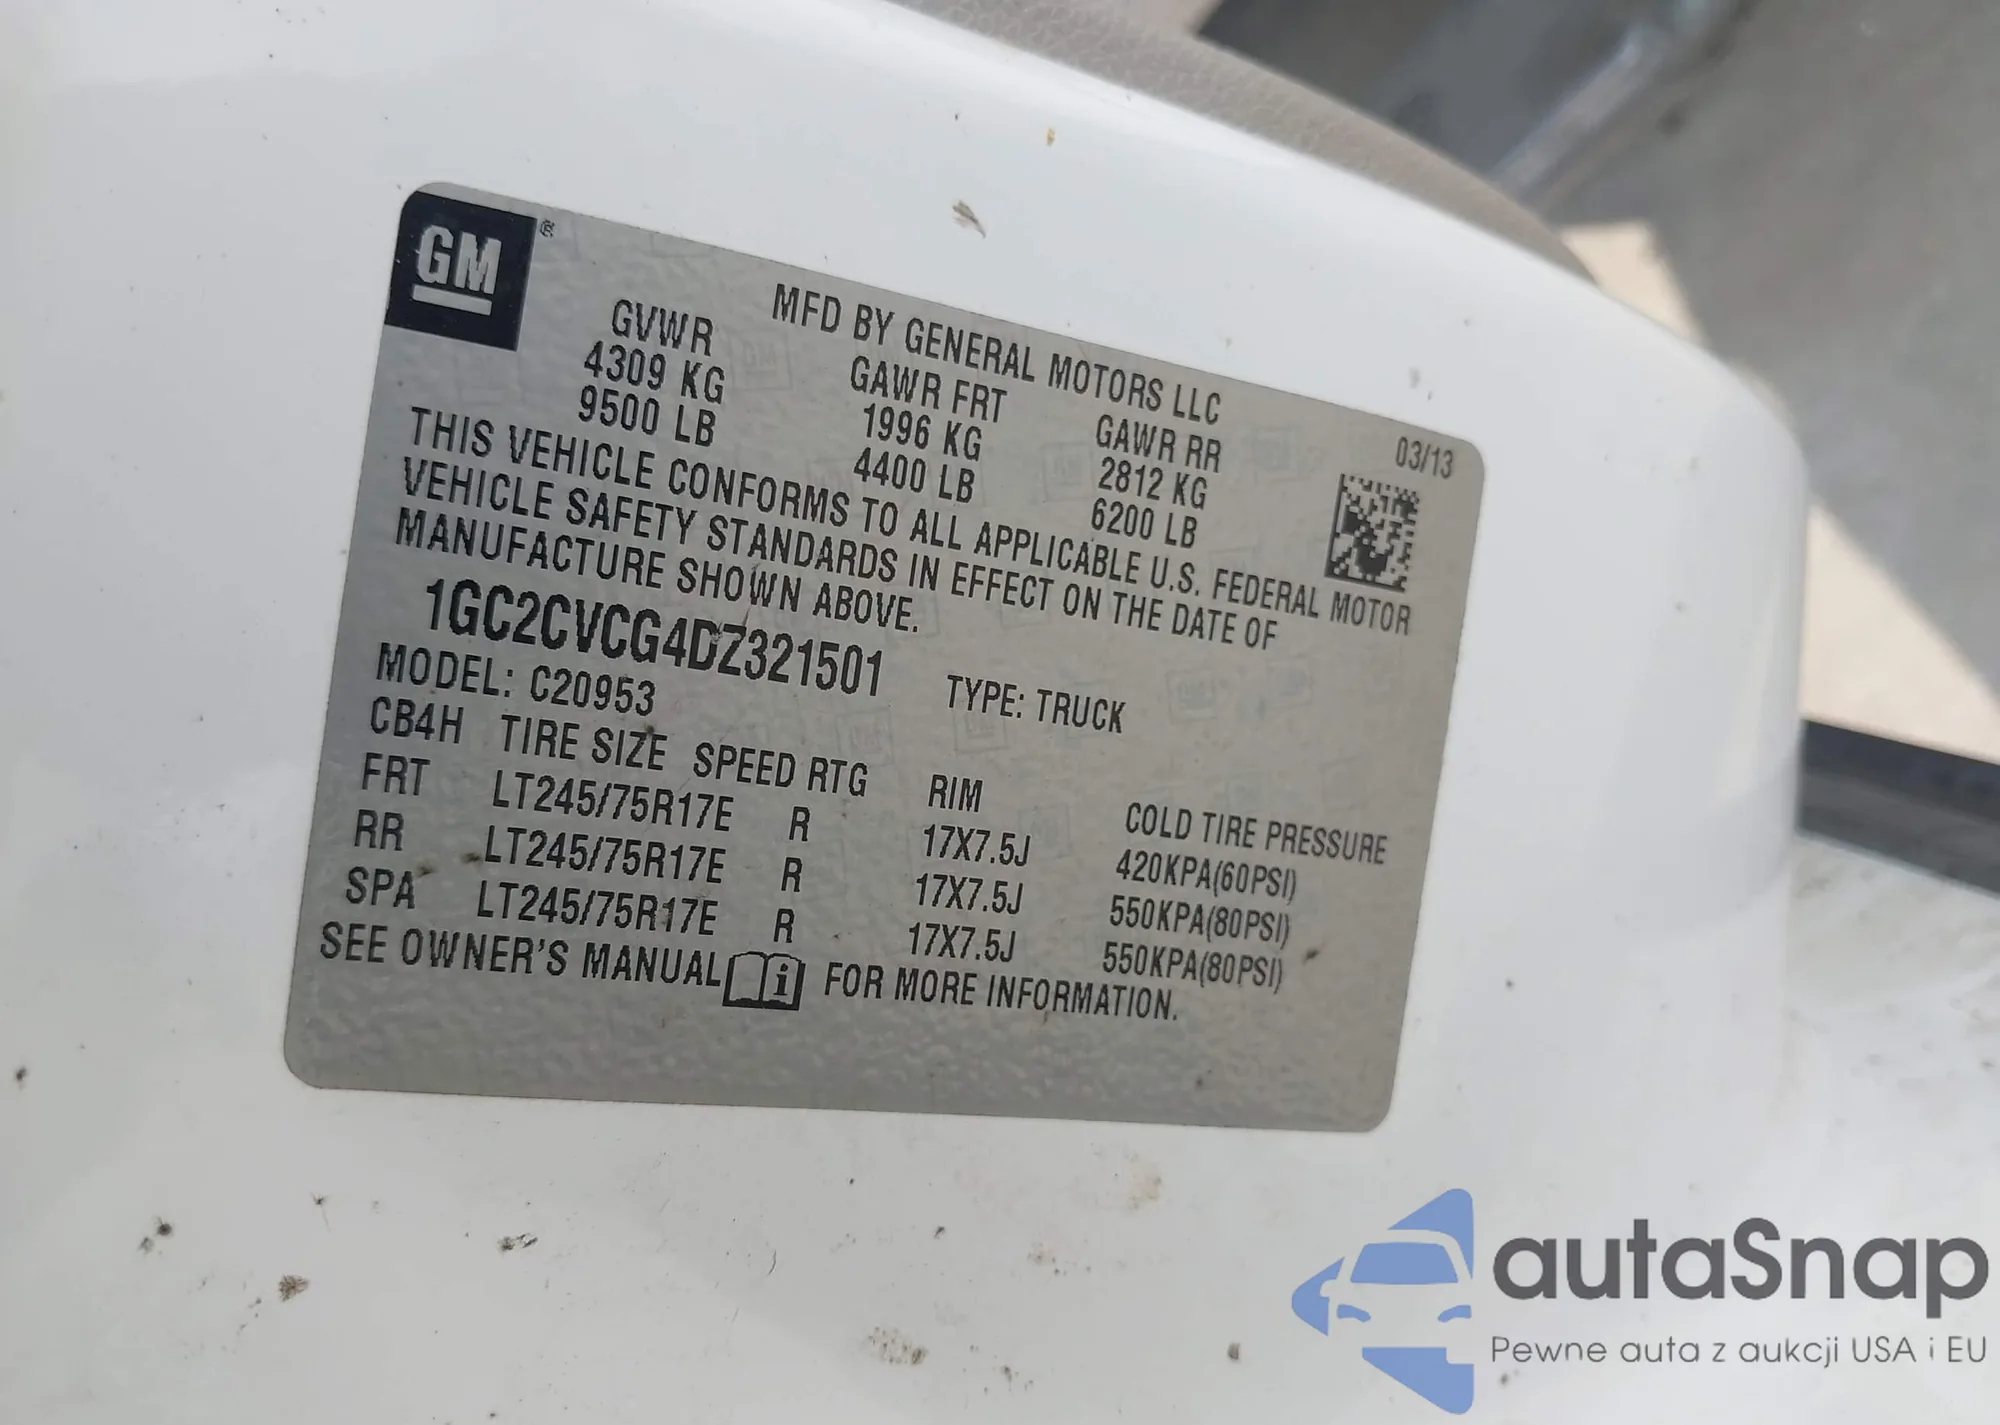 GM®
MFD BY GENERAL MOTORS LLC
03/13
GVWR GAWR FRT GAWR RR
4309 KG 1996 KG 2812 KG
9500 LB 4400 LB 6200 LB
THIS VEHICLE CONFORMS TO ALL APPLICABLE U.S. FEDERAL MOTOR
VEHICLE SAFETY STANDARDS IN EFFECT ON THE DATE OF
MANUFACTURE SHOWN ABOVE.
1GC2CVCG4DZ321501 TYPE: TRUCK
MODEL: C20953
CB4H TIRE SIZE SPEED RTG RIM COLD TIRE PRESSURE
FRT LT245/75R17E R 17X7.5J 420KPA(60PSI)
RR LT245/75R17E R 17X7.5J 550KPA(80PSI)
SPA LT245/75R17E R 17X7.5J 550KPA(80PSI)
SEE OWNER'S MANUAL i FOR MORE INFORMATION.
autaSnap
Pewne auta z aukcji USA i EU